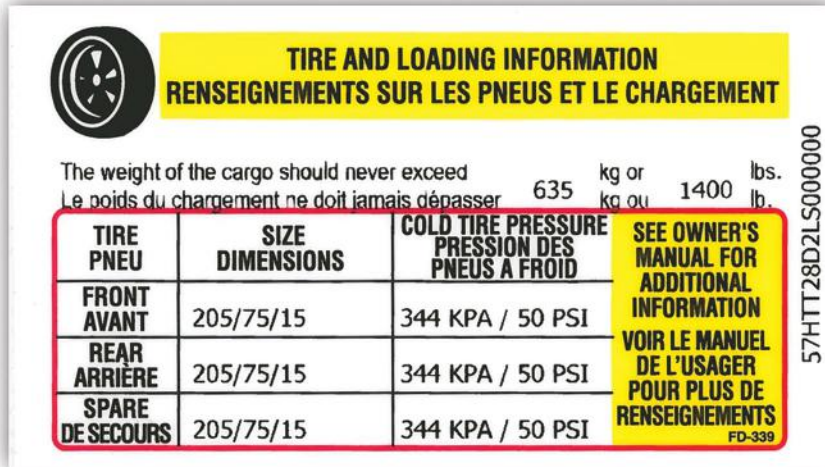 TIRE AND LOADING INFORMATION
RENSEIGNEMENTS SUR LES PNEUS ET LE CHARGEMENT
The weight of the cargo should never exceed 635 kg or 1400 lbs.
Le poids du chargement ne doit jamais dépasser kg ou lb.
TIRE
PNEU
SIZE
DIMENSIONS
COLD TIRE PRESSURE
PRESSION DES
PNEUS A FROID
SEE OWNER'S
MANUAL FOR
ADDITIONAL
INFORMATION
VOIR LE MANUEL
DE L'USAGER
POUR PLUS DE
RENSEIGNEMENTS
FD-339
FRONT
AVANT
205/75/15
344 KPA / 50 PSI
REAR
ARRIÈRE
205/75/15
344 KPA / 50 PSI
SPARE
DE SECOURS
205/75/15
344 KPA / 50 PSI
57HTT28D2LS000000